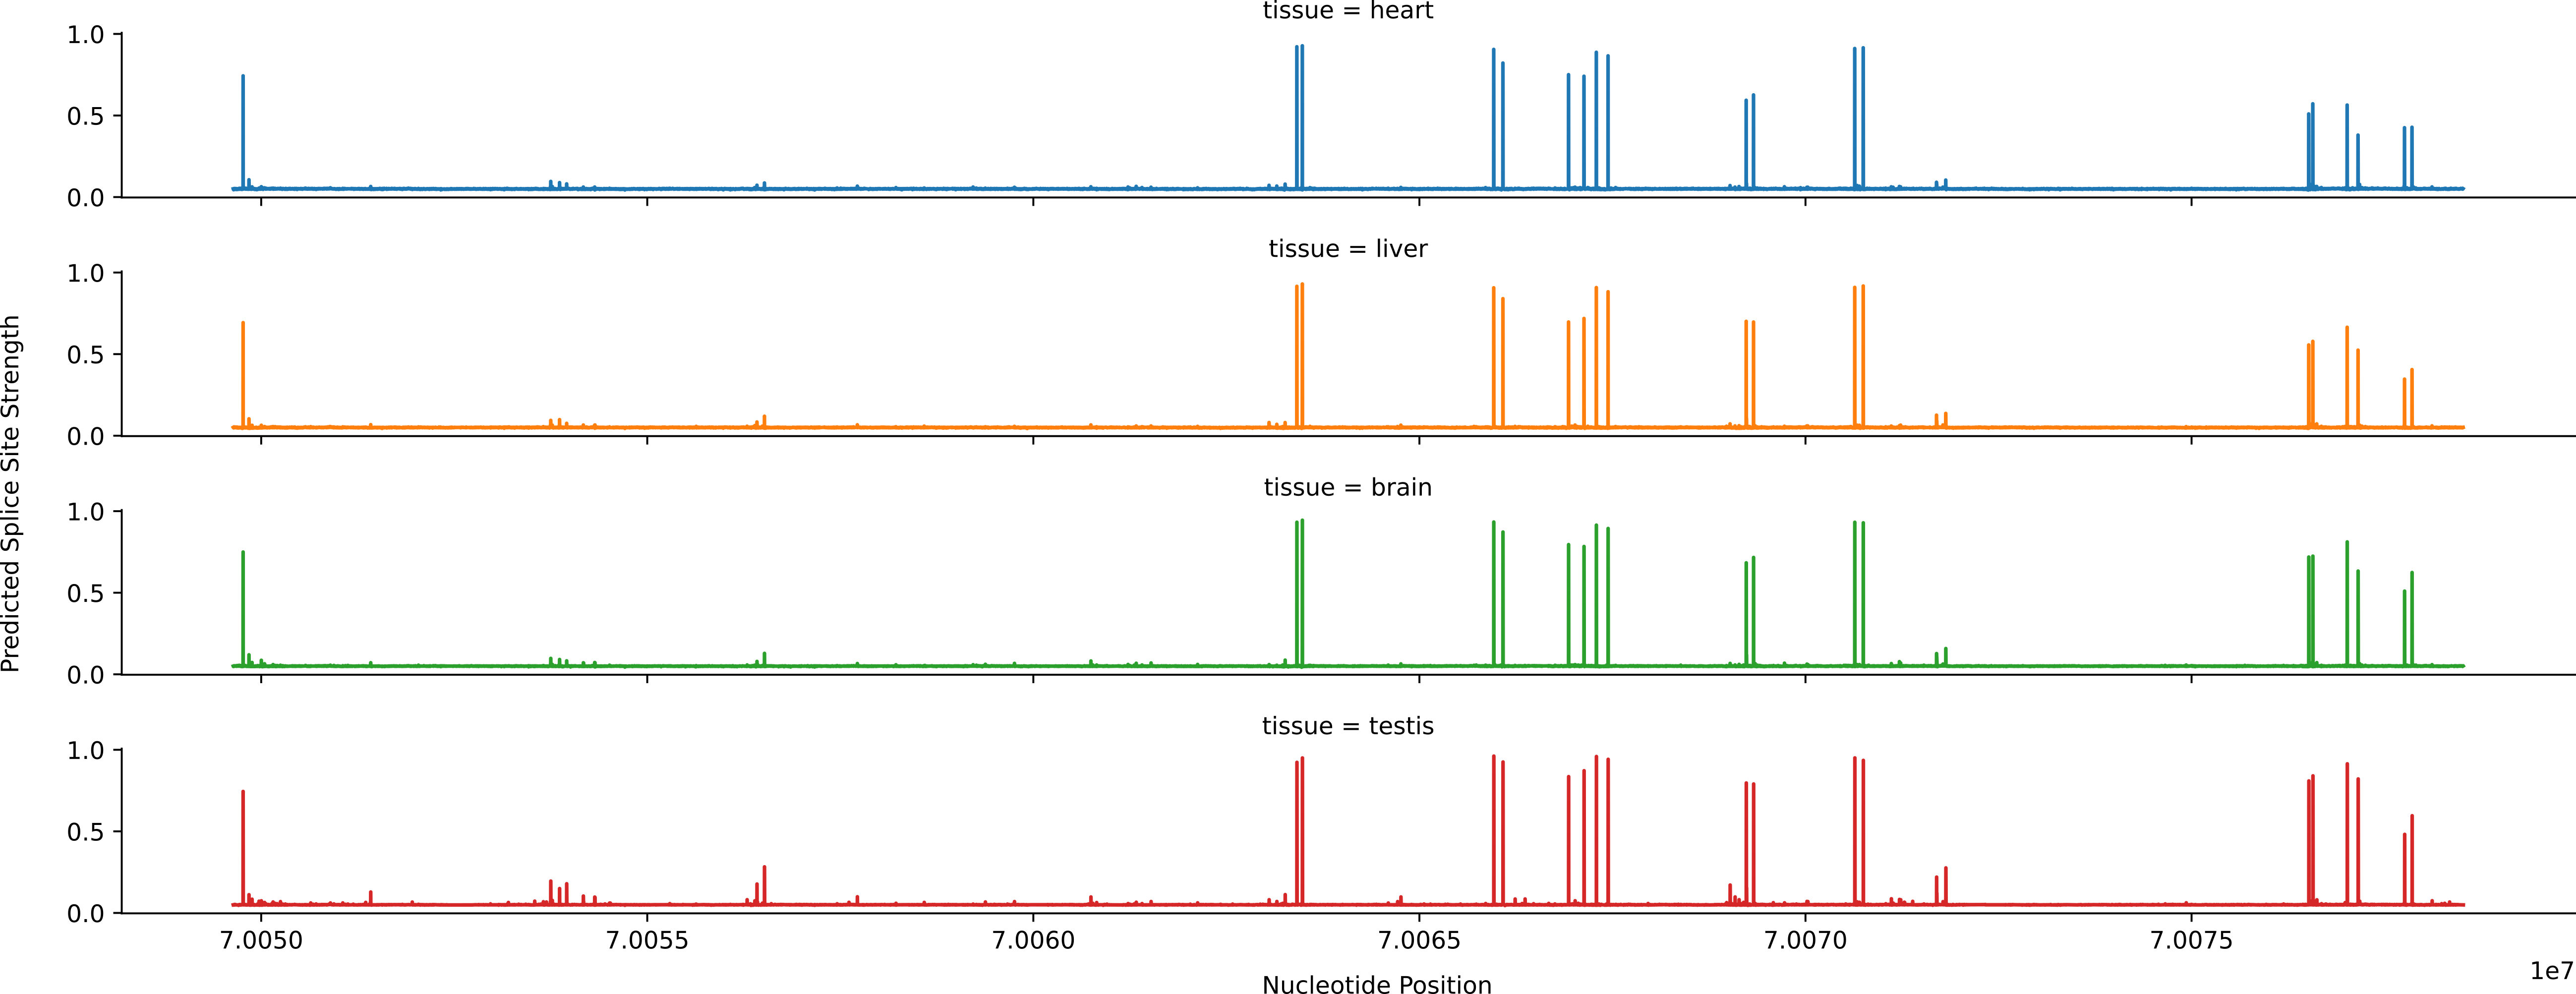 tissue = heart
1.0
0.5
0.0
tissue = liver
1.0
0.5
0.0
tissue = brain
1.0
0.5
0.0
tissue = testis
1.0
0.5
0.0
Predicted Splice Site Strength
7.0050 7.0055 7.0060 7.0065 7.0070 7.0075
1e7
Nucleotide Position